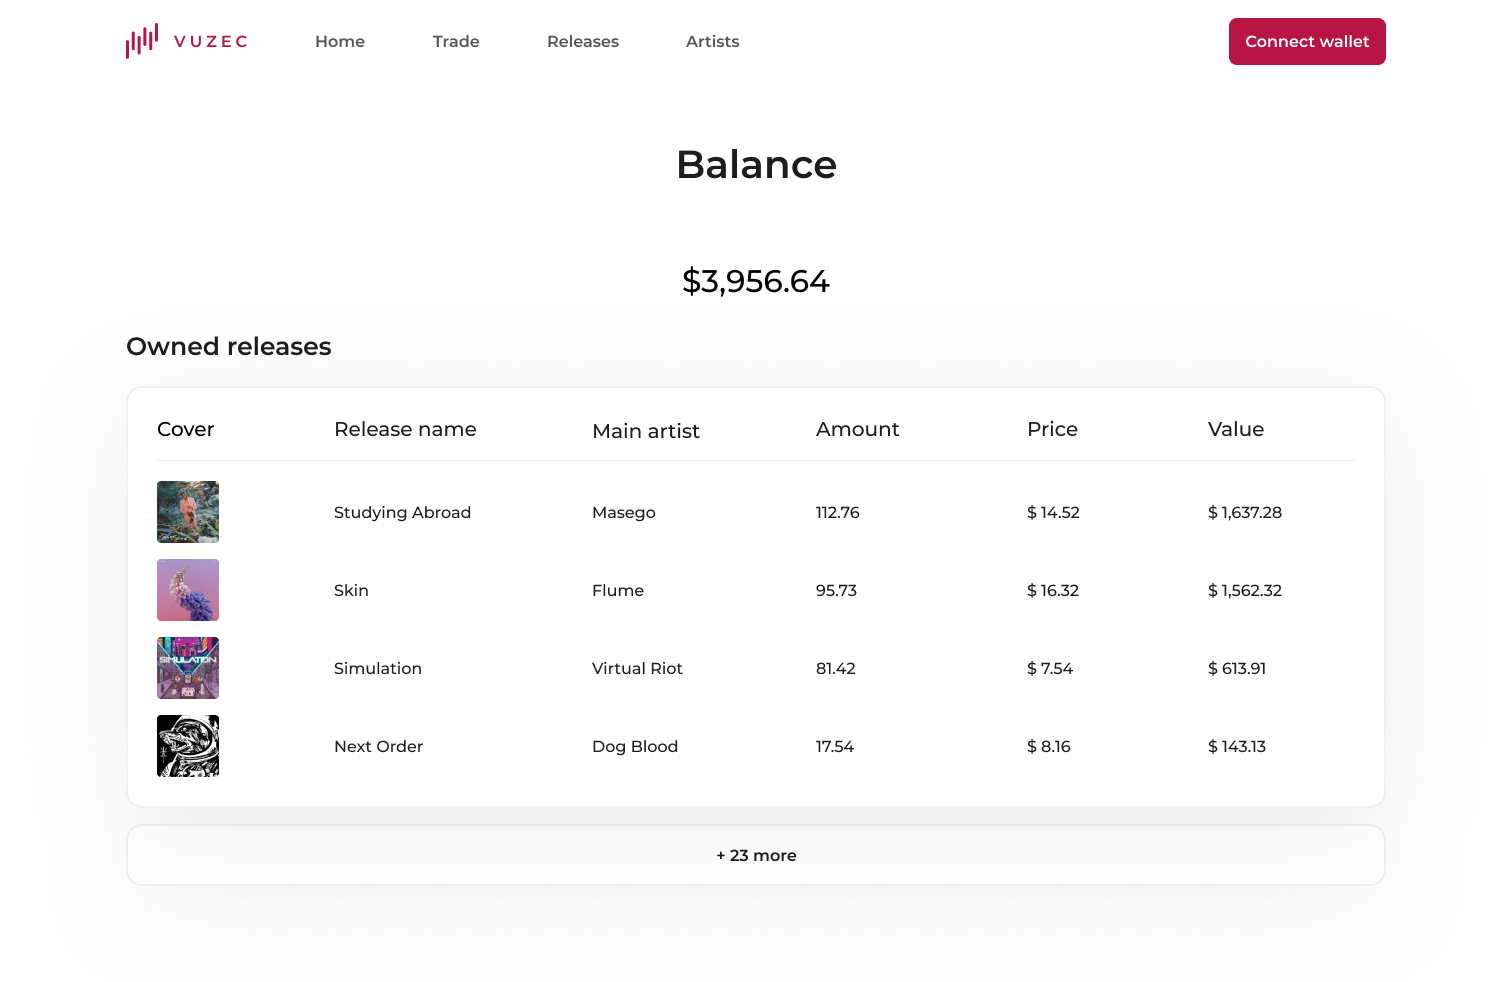 VUZEC Home Trade Releases Artists Connect wallet
Balance
$3,956.64
Owned releases
Cover Release name Main artist Amount Price Value
Studying Abroad Masego 112.76 $ 14.52 $ 1,637.28
Skin Flume 95.73 $ 16.32 $ 1,562.32
SIMULATION
Simulation Virtual Riot 81.42 $ 7.54 $ 613.91
Next Order Dog Blood 17.54 $ 8.16 $ 143.13
+ 23 more